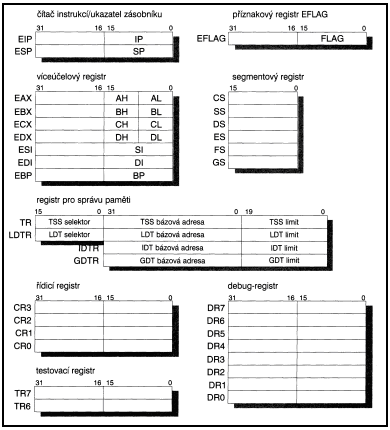 čítač instrukcí/ukazatel zásobníku
31 16 15 0
EIP IP
ESP SP
příznakový registr EFLAG
31 16 15 0
EFLAG FLAG
víceúčelový registr
31 16 15 0
EAX AH AL
EBX BH BL
ECX CH CL
EDX DH DL
ESI SI
EDI DI
EBP BP
segmentový registr
15 0
CS
SS
DS
ES
FS
GS
registr pro správu paměti
15 0 31 0 19 0
TR TSS selektor TSS bázová adresa TSS limit
LDTR LDT selektor LDT bázová adresa LDT limit
IDTR IDT bázová adresa IDT limit
GDTR GDT bázová adresa GDT limit
řídicí registr
31 16 15 0
CR3
CR2
CR1
CR0
testovací registr
31 16 15 0
TR7
TR6
debug-registr
31 16 15 0
DR7
DR6
DR5
DR4
DR3
DR2
DR1
DR0